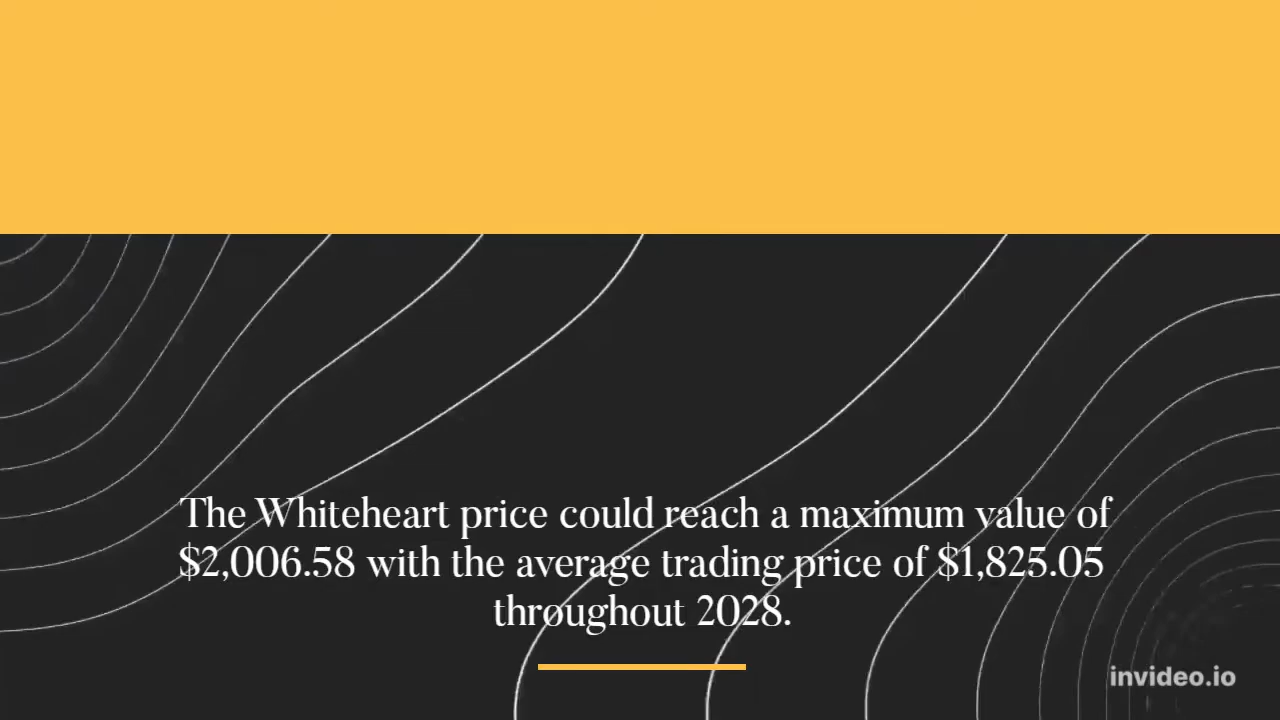 The Whiteheart price could reach a maximum value of
$2,006.58 with the average trading price of $1,825.05
throughout 2028.
invideo.io